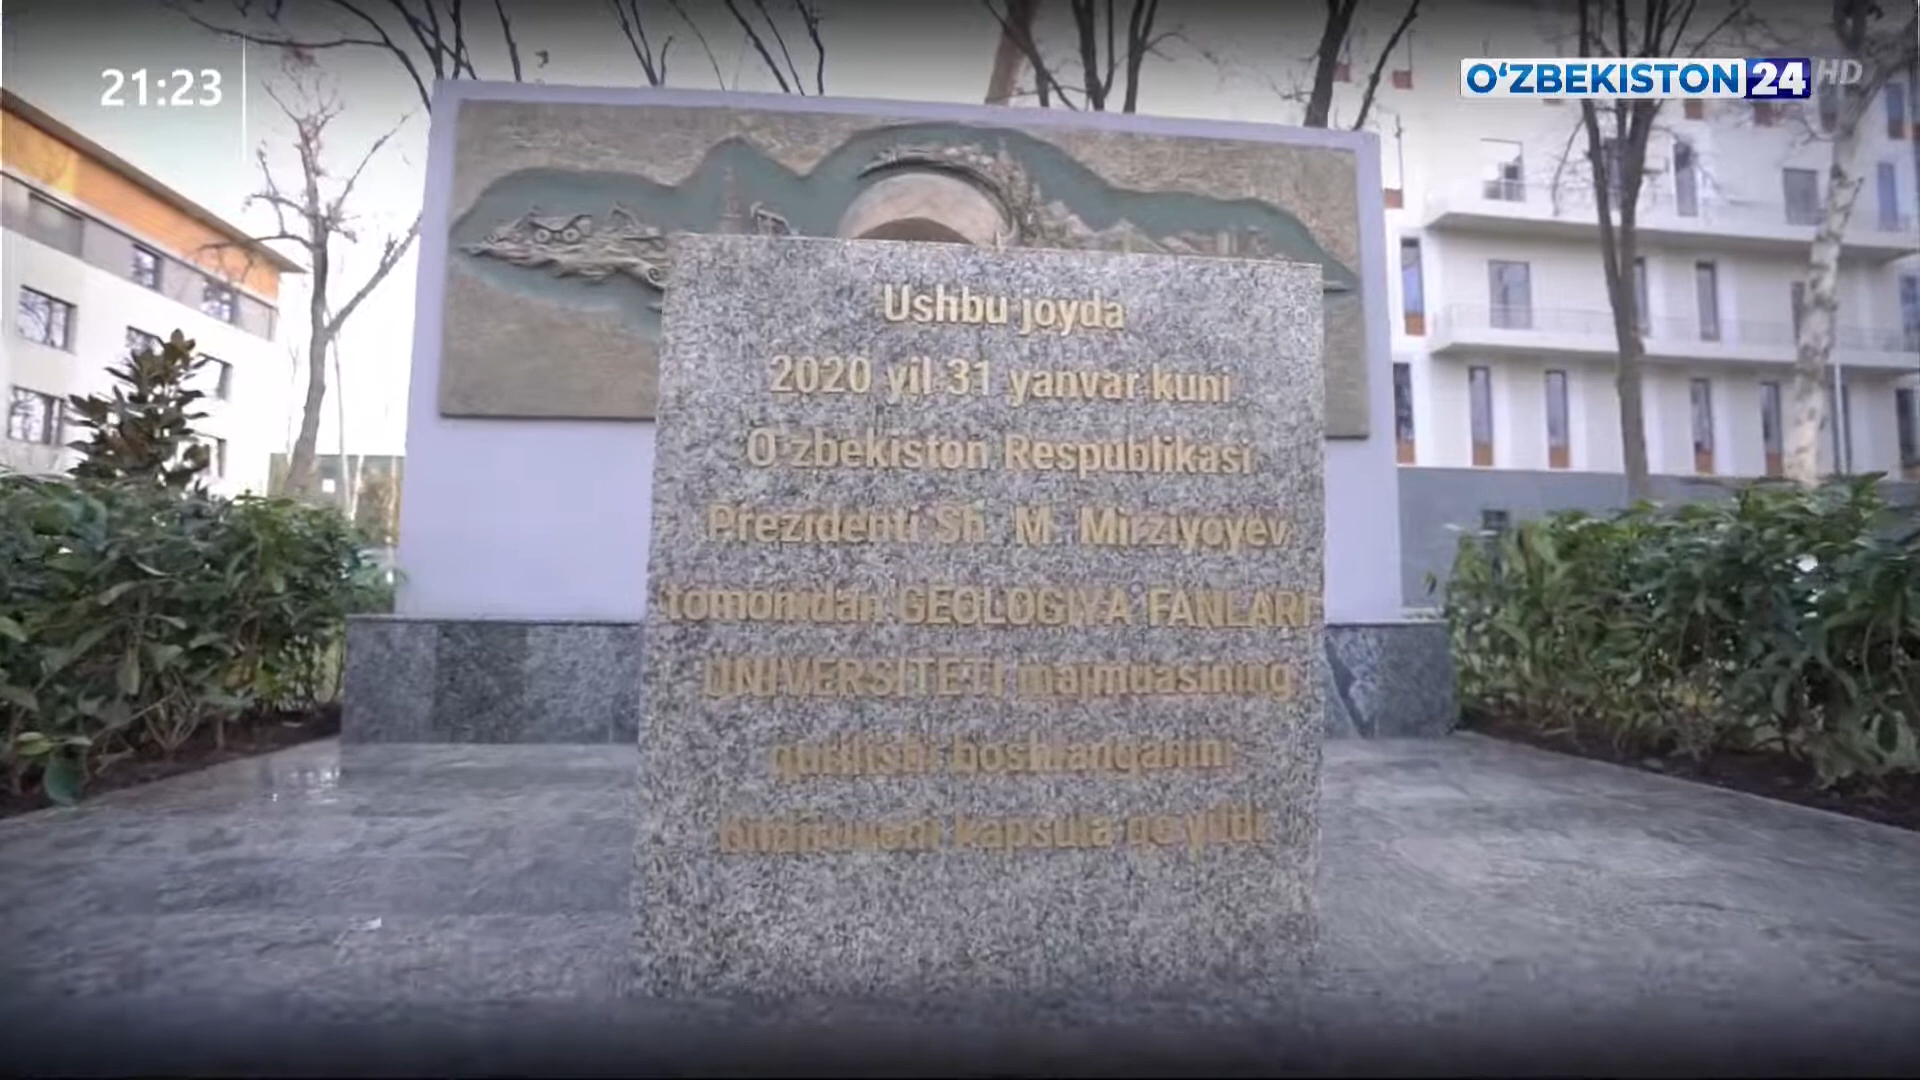 21:23
O‘ZBEKISTON 24 HD
Ushbu joyda
2020 yil 31 yanvar kuni
O'zbekiston Respublikasi
Prezidenti Sh. M. Mirziyoyev
tomonidan GEOLOGIYA FANLARI
UNIVERSITETI majmuasining
qurilishi boshlanganini
kapsula qo'yildi